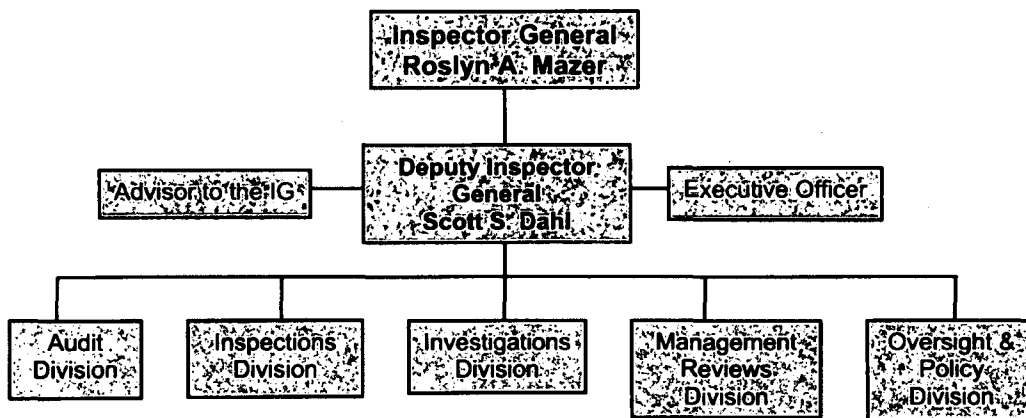 Inspector General
Roslyn A. Mazer
Advisor to the IG
Deputy Inspector
General
Scott S. Dahl
Executive Officer
Audit
Division
Inspections
Division
Investigations
Division
Management
Reviews
Division
Oversight &
Policy
Division